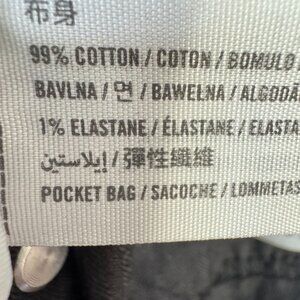 布身
99% COTTON / COTON / BOMULD /
BAVLNA / 면 / BAWEŁNA / ALGODÃ
1% ELASTANE / ÉLASTANE / ELASTA
إيلاستين / 彈性纖維
POCKET BAG / SACOCHE / LOMMETAS